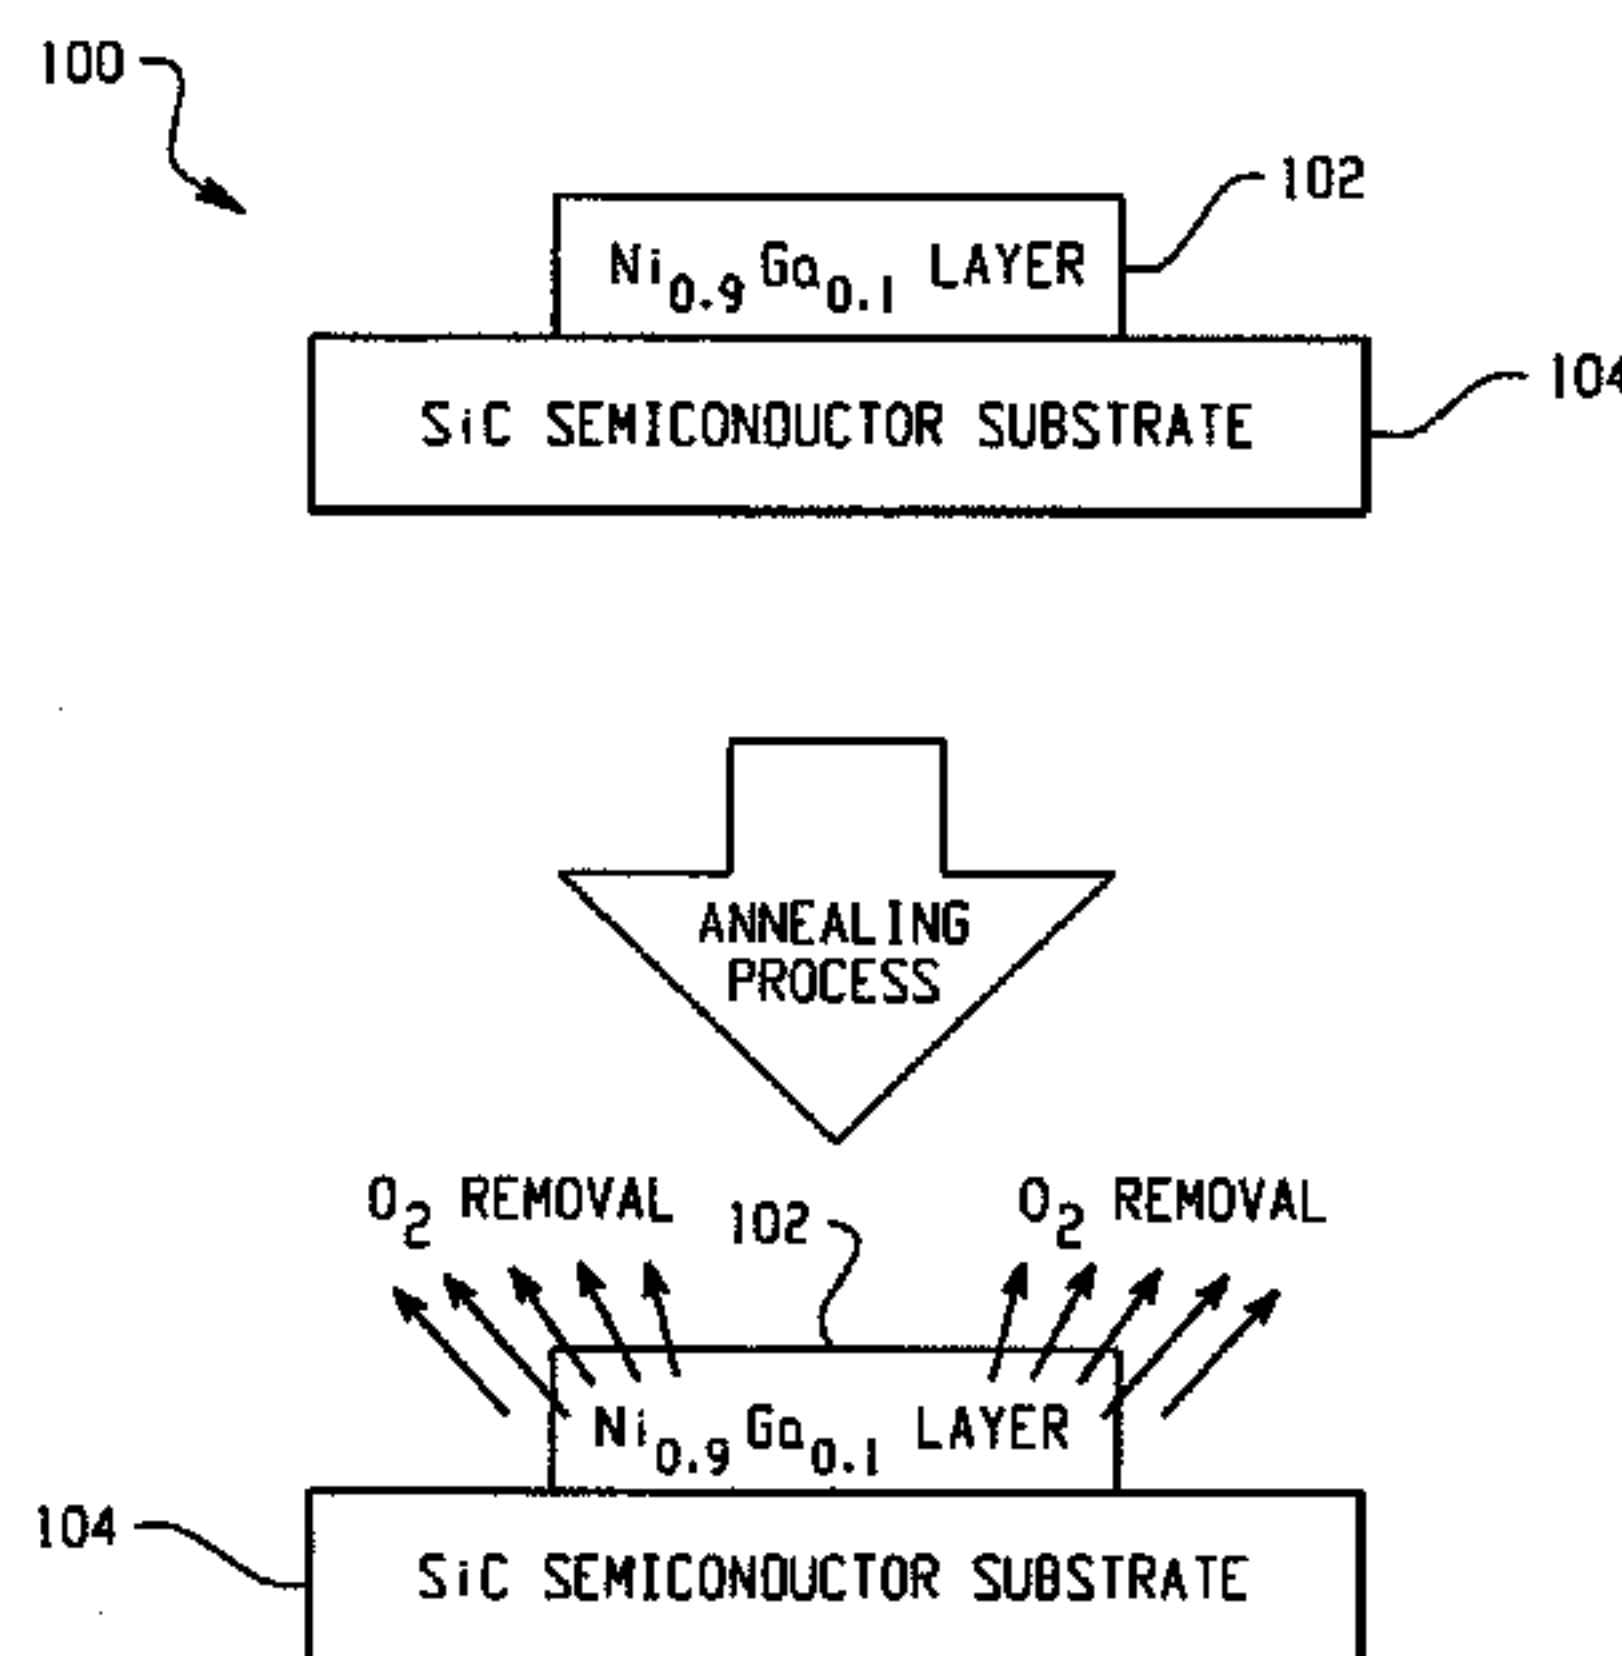 100
102
Ni0.9Ga0.1 LAYER
104
SiC SEMICONDUCTOR SUBSTRATE
ANNEALING
PROCESS
O2 REMOVAL
102
O2 REMOVAL
Ni0.9Ga0.1 LAYER
104
SiC SEMICONDUCTOR SUBSTRATE